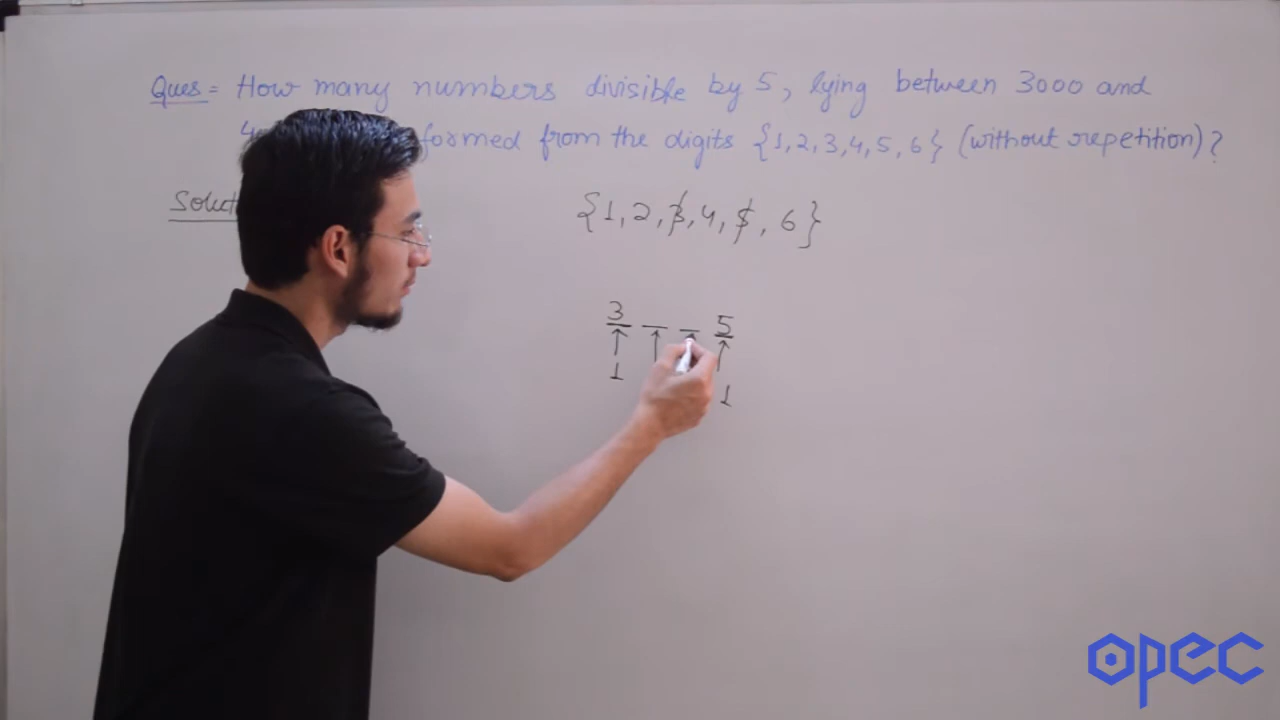 Ques = How many numbers divisible by 5, lying between 3000 and
formed from the digits {1,2,3,4,5,6} (without repetition)?
{1,2,3,4,5,6}
3 _ _ 5
↑ ↑ ↑ ↑
1 1
opec